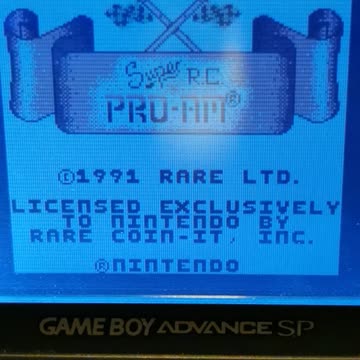 Super R.C.
PRO-AM®
©1991 RARE LTD.
LICENSED EXCLUSIVELY
TO NINTENDO BY
RARE COIN-IT, INC.
®NINTENDO
GAME BOY ADVANCE SP